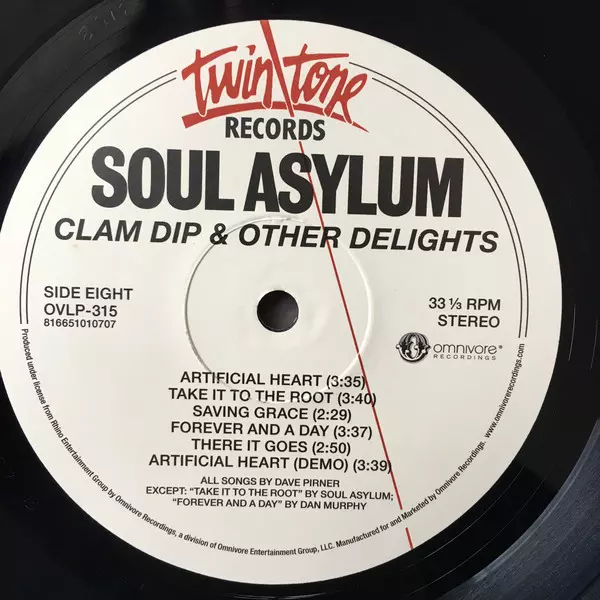 twin/tone
RECORDS
SOUL ASYLUM
CLAM DIP & OTHER DELIGHTS
SIDE EIGHT
OVLP-315
816651010707
33 1/3 RPM
STEREO
omnivore®
RECORDINGS
ARTIFICIAL HEART (3:35)
TAKE IT TO THE ROOT (3:40)
SAVING GRACE (2:29)
FOREVER AND A DAY (3:37)
THERE IT GOES (2:50)
ARTIFICIAL HEART (DEMO) (3:39)
ALL SONGS BY DAVE PIRNER
EXCEPT: “TAKE IT TO THE ROOT” BY SOUL ASYLUM;
“FOREVER AND A DAY” BY DAN MURPHY
Produced under license from Rhino Entertainment Group by Omnivore Recordings. Omnivore Recordings, a division of Omnivore Entertainment Group, LLC. Manufactured for and Marketed by Omnivore Recordings. www.omnivorerecordings.com